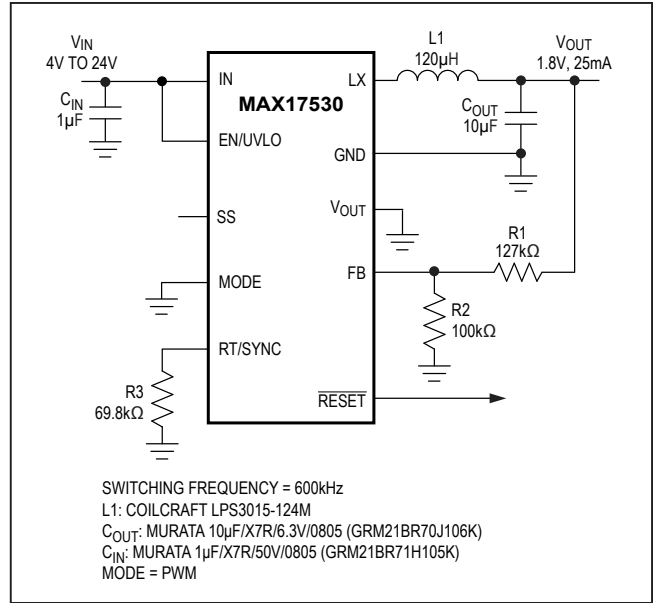 VIN
4V TO 24V
CIN
1µF
IN
EN/UVLO
SS
MODE
RT/SYNC
R3
69.8kΩ
MAX17530
LX
GND
VOUT
FB
RESET
L1
120µH
VOUT
1.8V, 25mA
COUT
10µF
R1
127kΩ
R2
100kΩ
SWITCHING FREQUENCY = 600kHz
L1: COILCRAFT LPS3015-124M
COUT: MURATA 10µF/X7R/6.3V/0805 (GRM21BR70J106K)
CIN: MURATA 1µF/X7R/50V/0805 (GRM21BR71H105K)
MODE = PWM